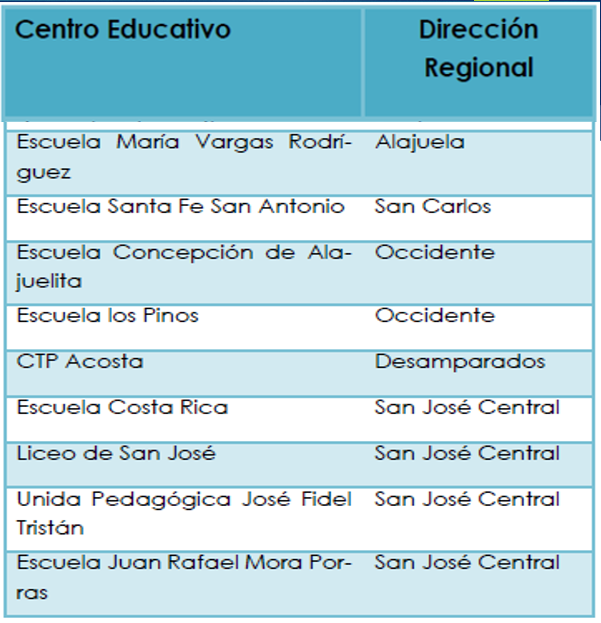 Centro Educativo Dirección
Regional
Escuela María Vargas Rodrí- Alajuela
guez
Escuela Santa Fe San Antonio San Carlos
Escuela Concepción de Ala- Occidente
juelita
Escuela los Pinos Occidente
CTP Acosta Desamparados
Escuela Costa Rica San José Central
Liceo de San José San José Central
Unida Pedagógica José Fidel San José Central
Tristán
Escuela Juan Rafael Mora Por- San José Central
ras